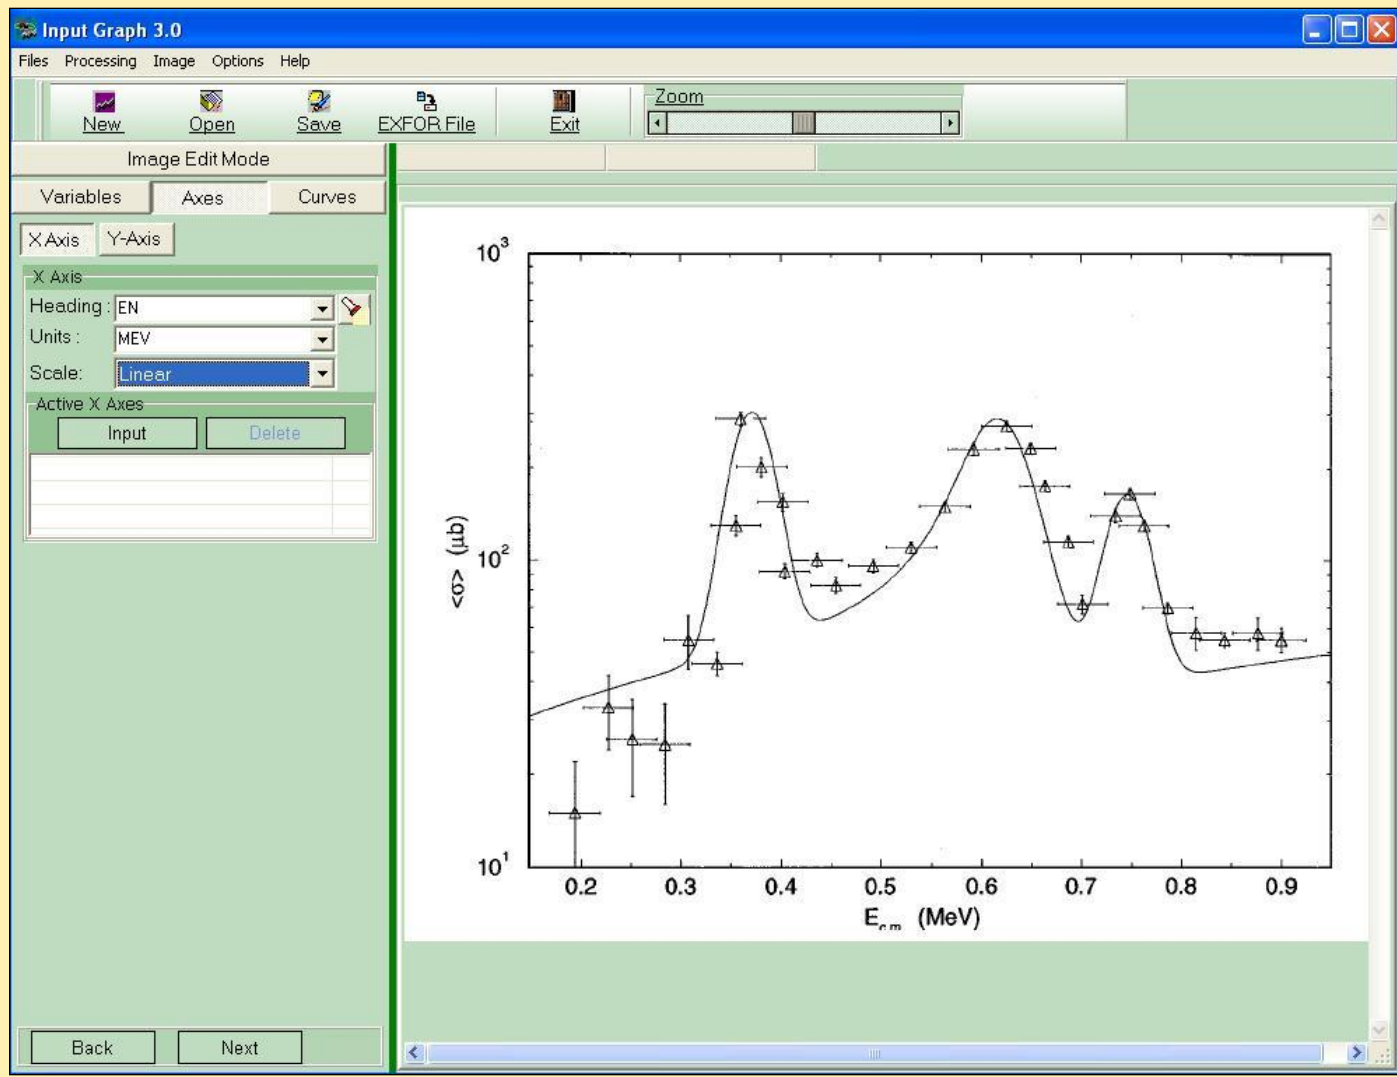 Input Graph 3.0
Files Processing Image Options Help
New Open Save EXFOR File Exit Zoom
Image Edit Mode
Variables Axes Curves
X Axis Y-Axis
X Axis
Heading : EN
Units : MEV
Scale: Linear
Active X Axes
Input Delete
Back Next
10³
10²
10¹
<σ> (μb)
0.2 0.3 0.4 0.5 0.6 0.7 0.8 0.9
E_c.m. (MeV)